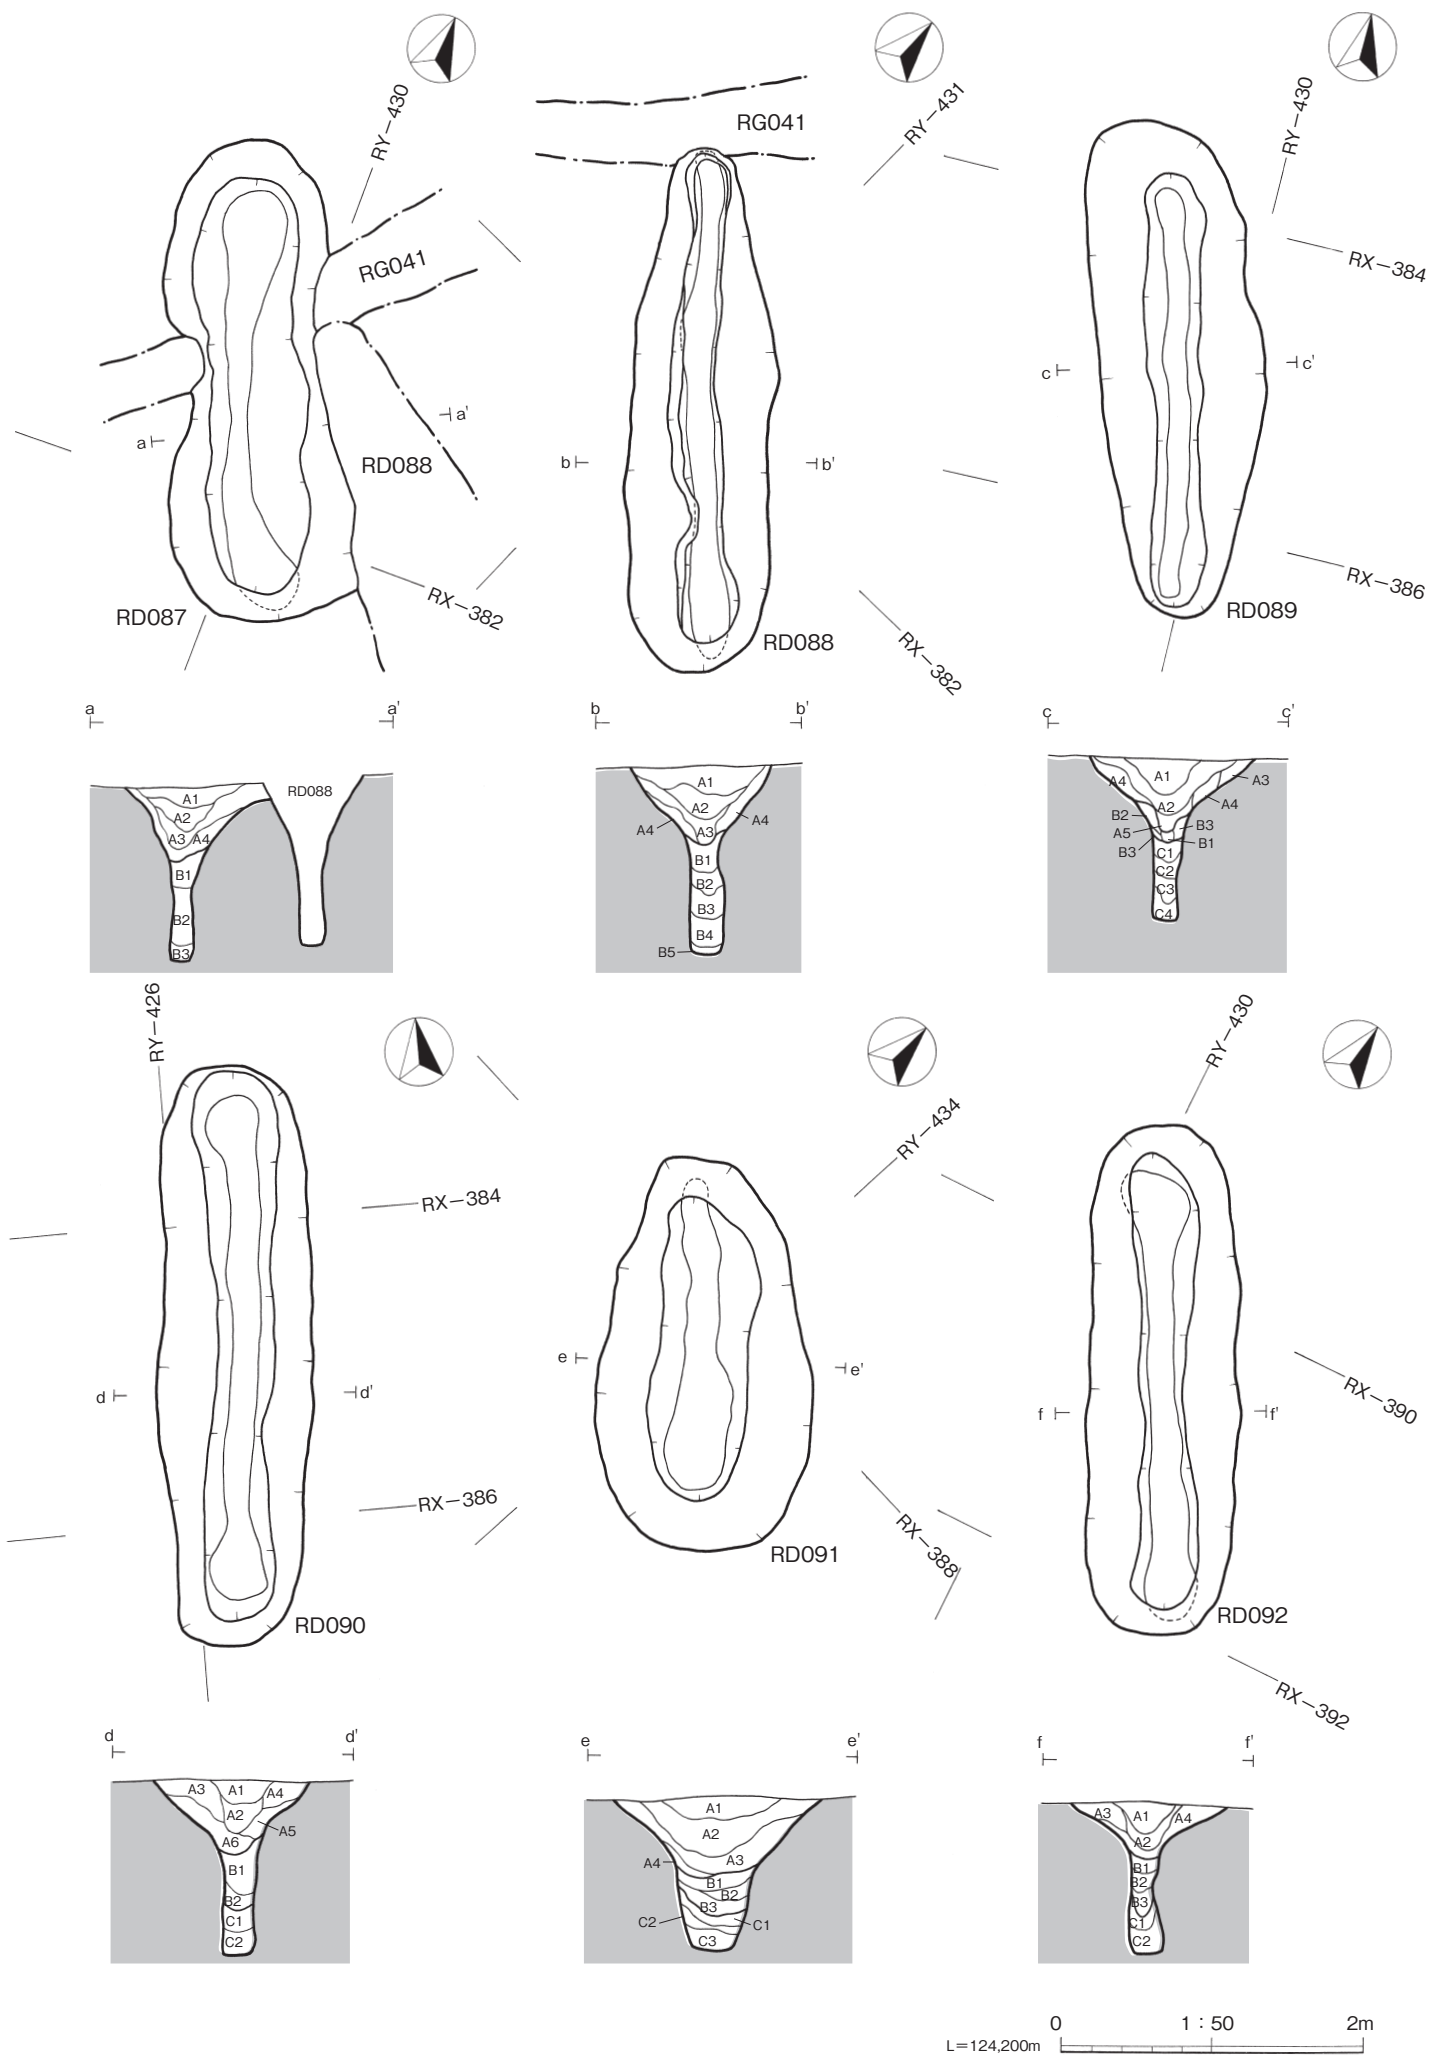 RY−430
RG041
a
a'
RD088
RD087
RX−382
RG041
RY−431
b
b'
RD088
RX−382
RY−430
RX−384
c
c'
RX−386
RD089
a
a'
A1
A2
A3
A4
B1
B2
B3
RD088
b
b'
A1
A2
A3
A4
A4
B1
B2
B3
B4
B5
c
c'
A4
A1
A3
A2
A4
B2
A5
B3
B3
B1
C1
C2
C3
C4
RY−426
RX−384
d
d'
RX−386
RD090
RY−434
e
e'
RX−388
RD091
RY−430
RX−390
f
f'
RD092
RX−392
d
d'
A3
A1
A4
A2
A5
A6
B1
B2
C1
C2
e
e'
A1
A2
A3
A4
B1
B2
B3
C2
C1
C3
f
f'
A3
A1
A4
A2
B1
B2
B3
C1
C2
0
1：50
2m
L＝124,200m